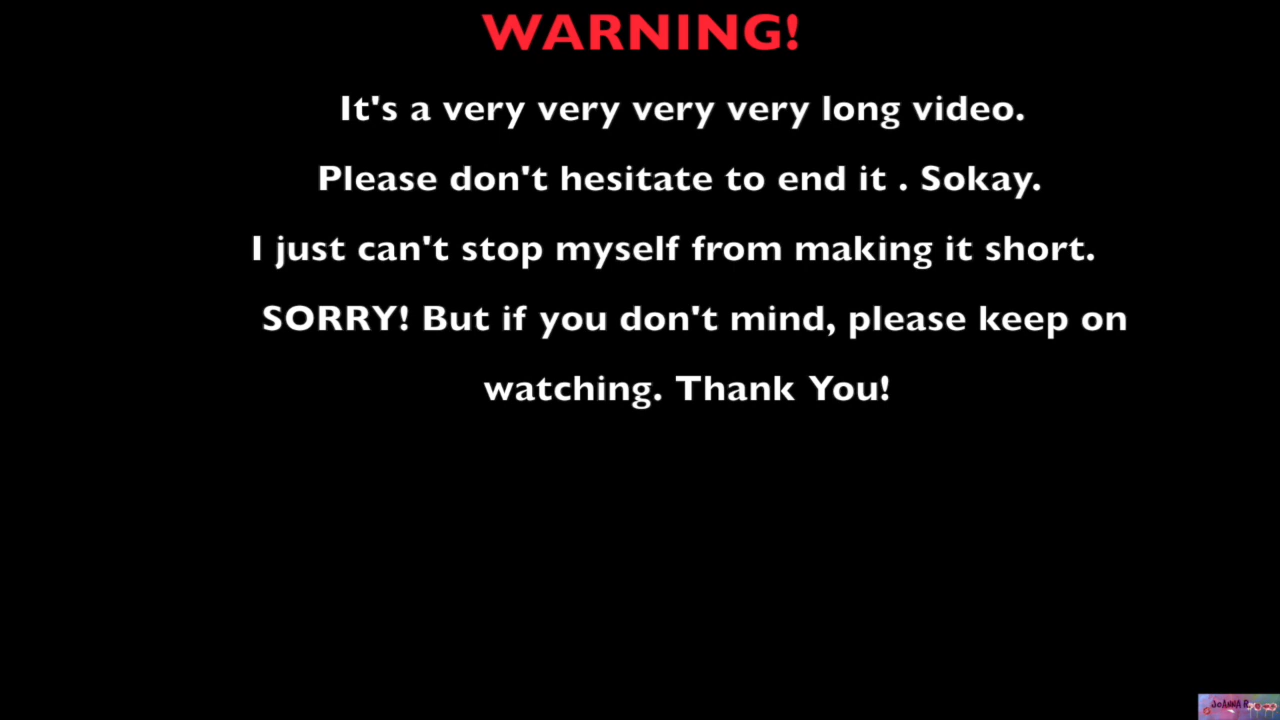 WARNING!
It's a very very very very long video.
Please don't hesitate to end it . Sokay.
I just can't stop myself from making it short.
SORRY! But if you don't mind, please keep on
watching. Thank You!
JoANNA R.